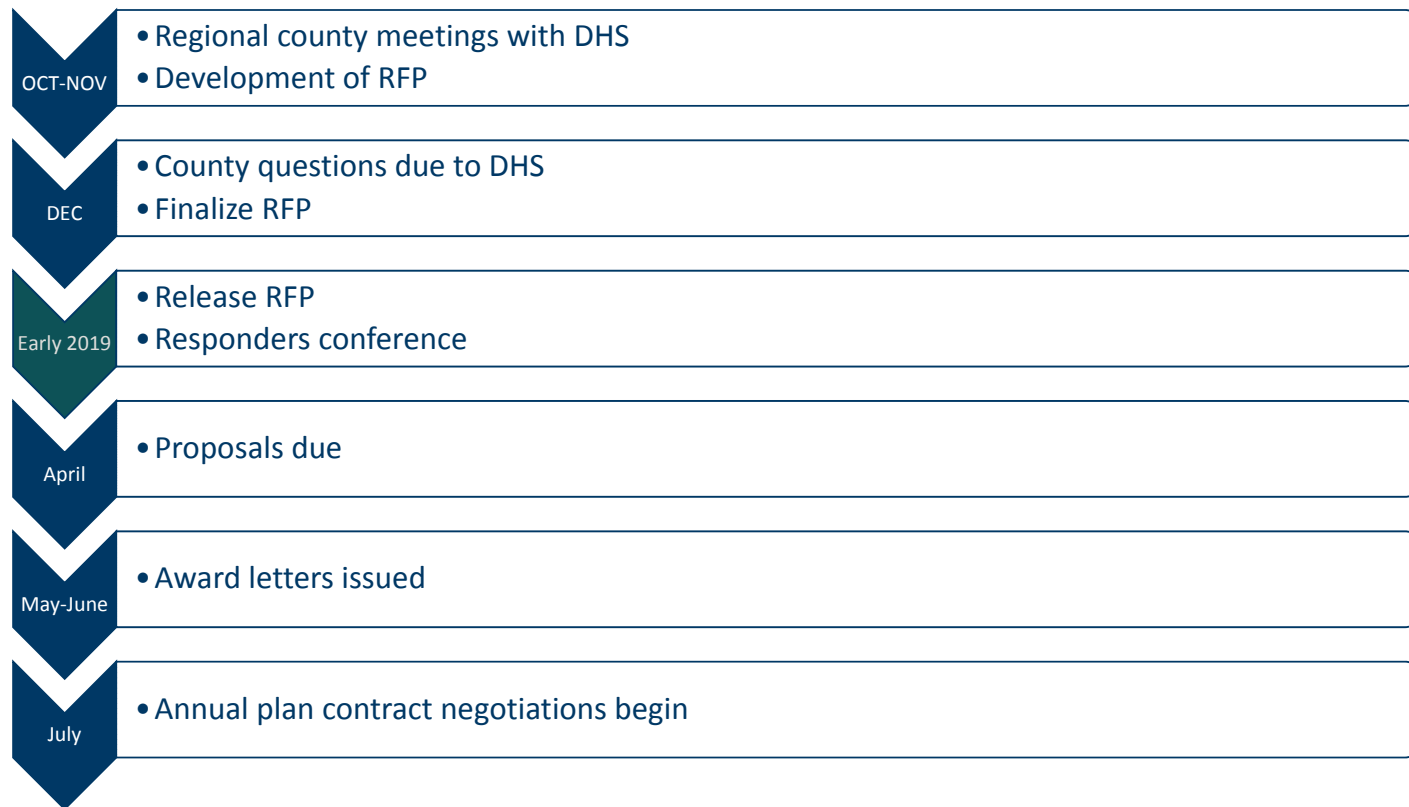 OCT-NOV
•Regional county meetings with DHS
•Development of RFP
DEC
•County questions due to DHS
•Finalize RFP
Early 2019
•Release RFP
•Responders conference
April
•Proposals due
May-June
•Award letters issued
July
•Annual plan contract negotiations begin